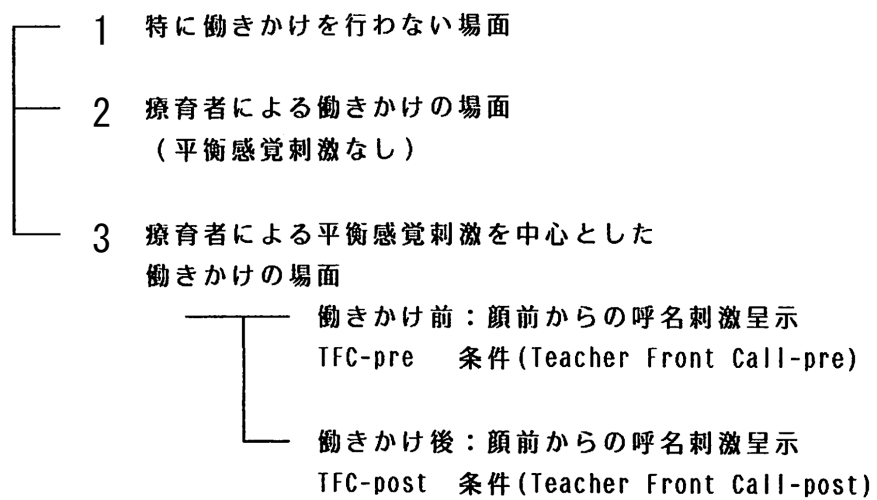 1 特に働きかけを行わない場面
2 療育者による働きかけの場面
（平衡感覚刺激なし）
3 療育者による平衡感覚刺激を中心とした
働きかけの場面
働きかけ前：顔前からの呼名刺激呈示
TFC-pre 条件(Teacher Front Call-pre)
働きかけ後：顔前からの呼名刺激呈示
TFC-post 条件(Teacher Front Call-post)